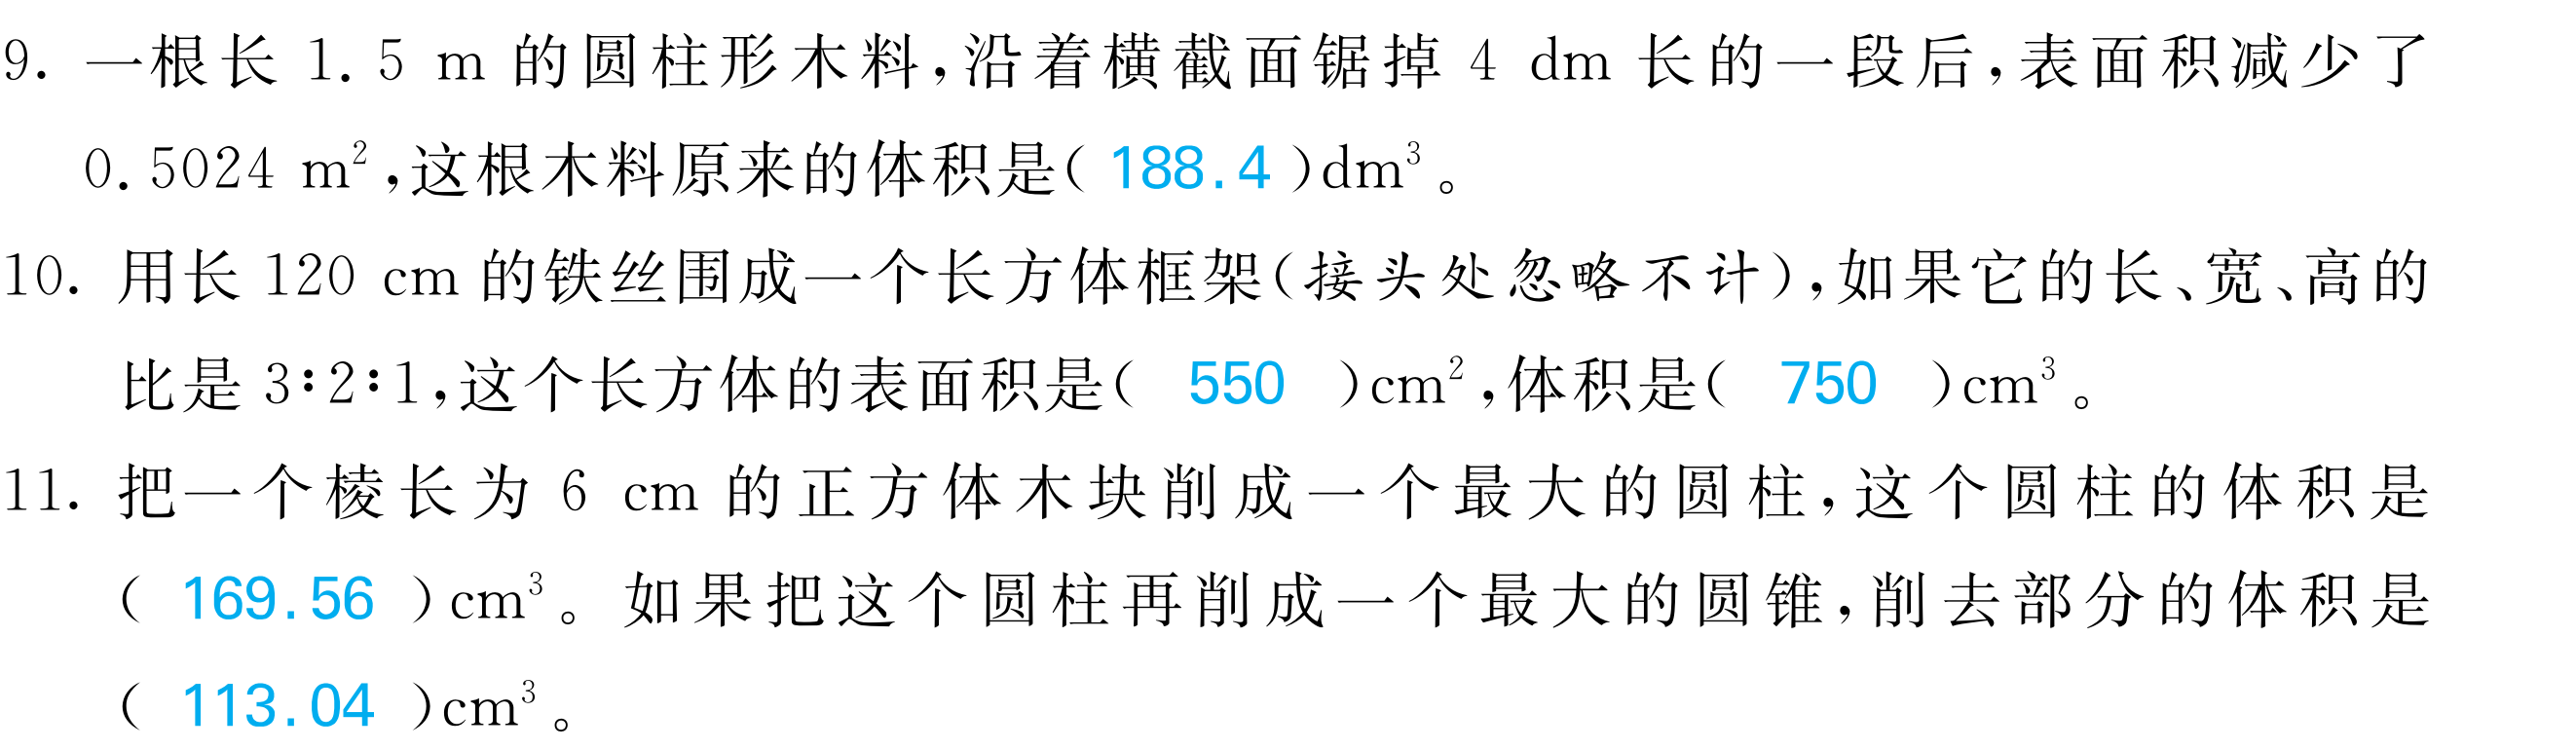 9. 一根长 1.5 m 的圆柱形木料,沿着横截面锯掉 4 dm 长的一段后,表面积减少了
0.5024 m²,这根木料原来的体积是( 188.4 )dm³。
10. 用长 120 cm 的铁丝围成一个长方体框架(接头处忽略不计),如果它的长、宽、高的
比是 3∶2∶1,这个长方体的表面积是( 550 )cm²,体积是( 750 )cm³。
11. 把一个棱长为 6 cm 的正方体木块削成一个最大的圆柱,这个圆柱的体积是
( 169.56 )cm³。如果把这个圆柱再削成一个最大的圆锥,削去部分的体积是
( 113.04 )cm³。